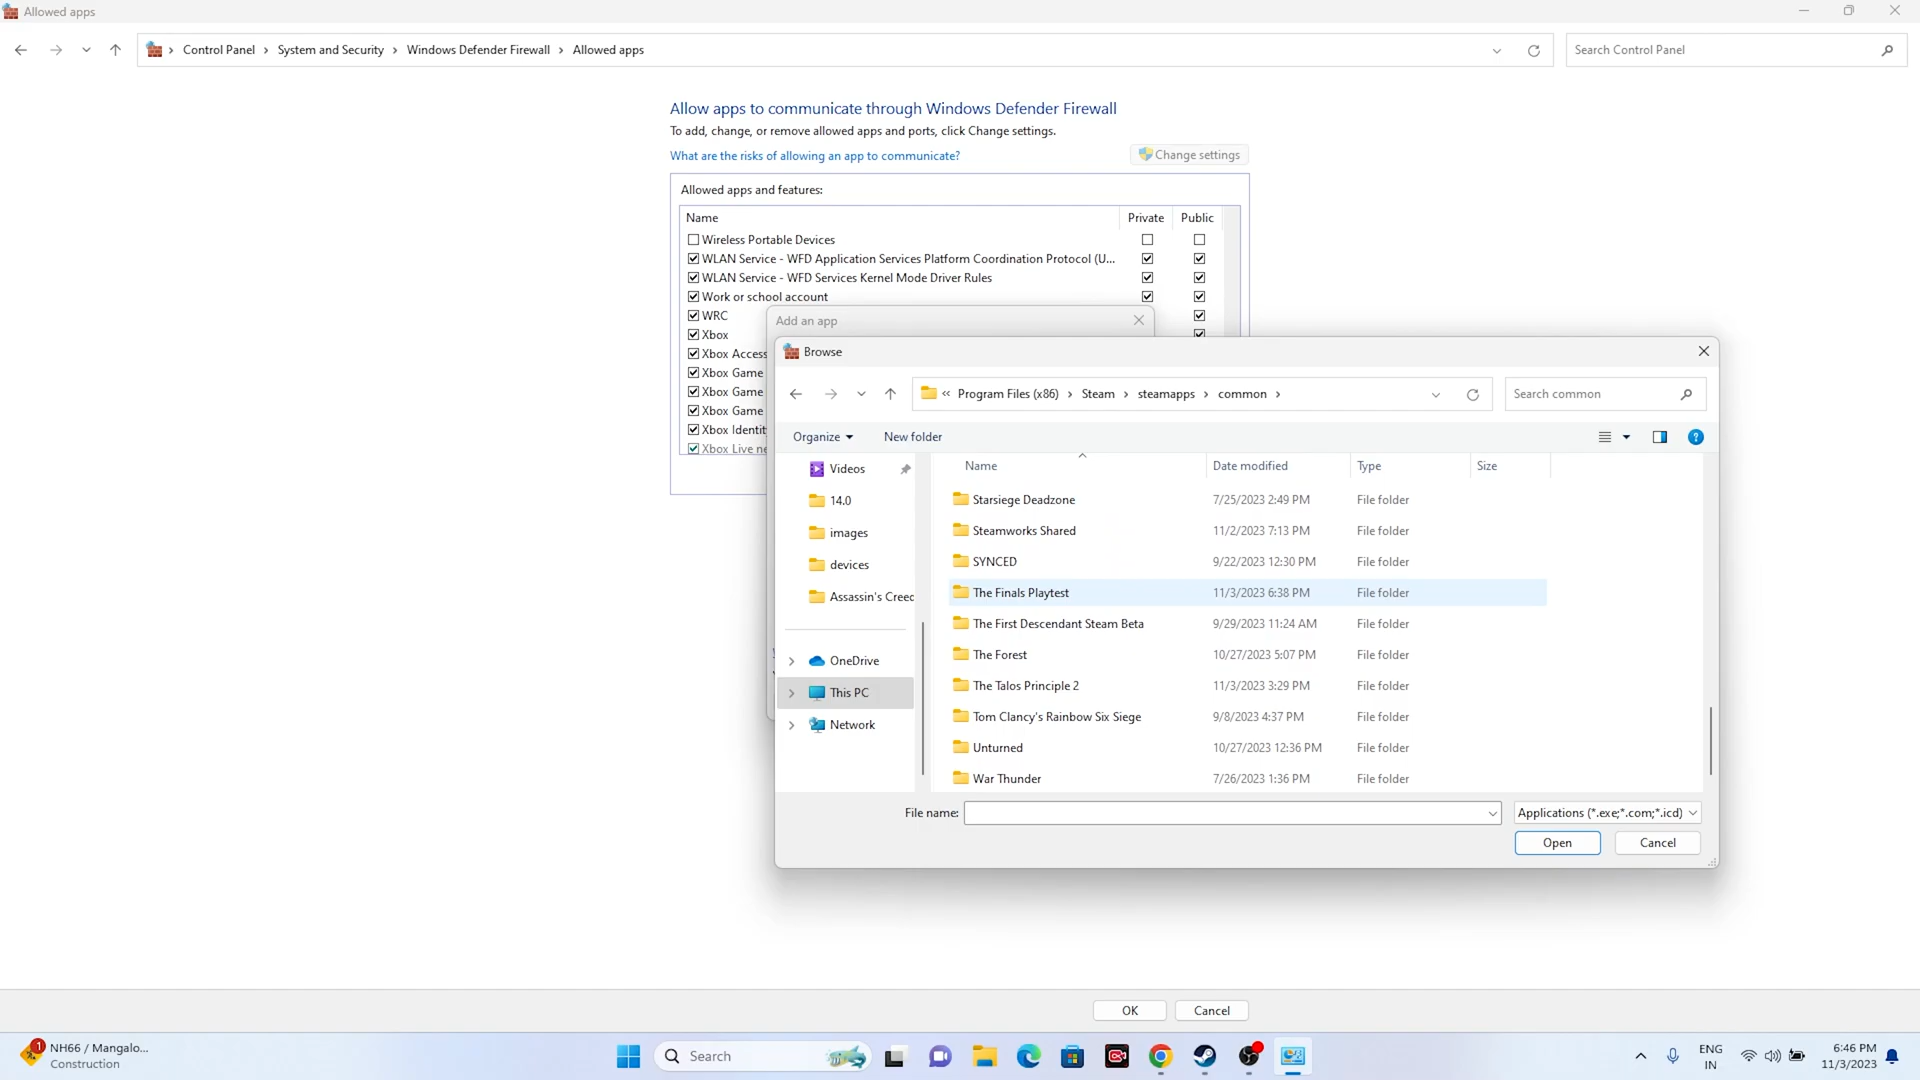 Allowed apps
Control Panel > System and Security > Windows Defender Firewall > Allowed apps
Search Control Panel
Allow apps to communicate through Windows Defender Firewall
To add, change, or remove allowed apps and ports, click Change settings.
What are the risks of allowing an app to communicate?
Change settings
Allowed apps and features:
Name Private Public
Wireless Portable Devices
WLAN Service - WFD Application Services Platform Coordination Protocol (U...
WLAN Service - WFD Services Kernel Mode Driver Rules
Work or school account
WRC
Xbox
Xbox Access
Xbox Game
Xbox Game
Xbox Game
Xbox Identit
Xbox Live ne
Add an app
Browse
« Program Files (x86) > Steam > steamapps > common >
Search common
Organize New folder
Videos
14.0
images
devices
Assassin's Creed
OneDrive
This PC
Network
Name Date modified Type Size
Starsiege Deadzone 7/25/2023 2:49 PM File folder
Steamworks Shared 11/2/2023 7:13 PM File folder
SYNCED 9/22/2023 12:30 PM File folder
The Finals Playtest 11/3/2023 6:38 PM File folder
The First Descendant Steam Beta 9/29/2023 11:24 AM File folder
The Forest 10/27/2023 5:07 PM File folder
The Talos Principle 2 11/3/2023 3:29 PM File folder
Tom Clancy's Rainbow Six Siege 9/8/2023 4:37 PM File folder
Unturned 10/27/2023 12:36 PM File folder
War Thunder 7/26/2023 1:36 PM File folder
File name:
Applications (*.exe;*.com;*.icd)
Open Cancel
OK Cancel
1
NH66 / Mangalo...
Construction
Search
ENG
IN
6:46 PM
11/3/2023